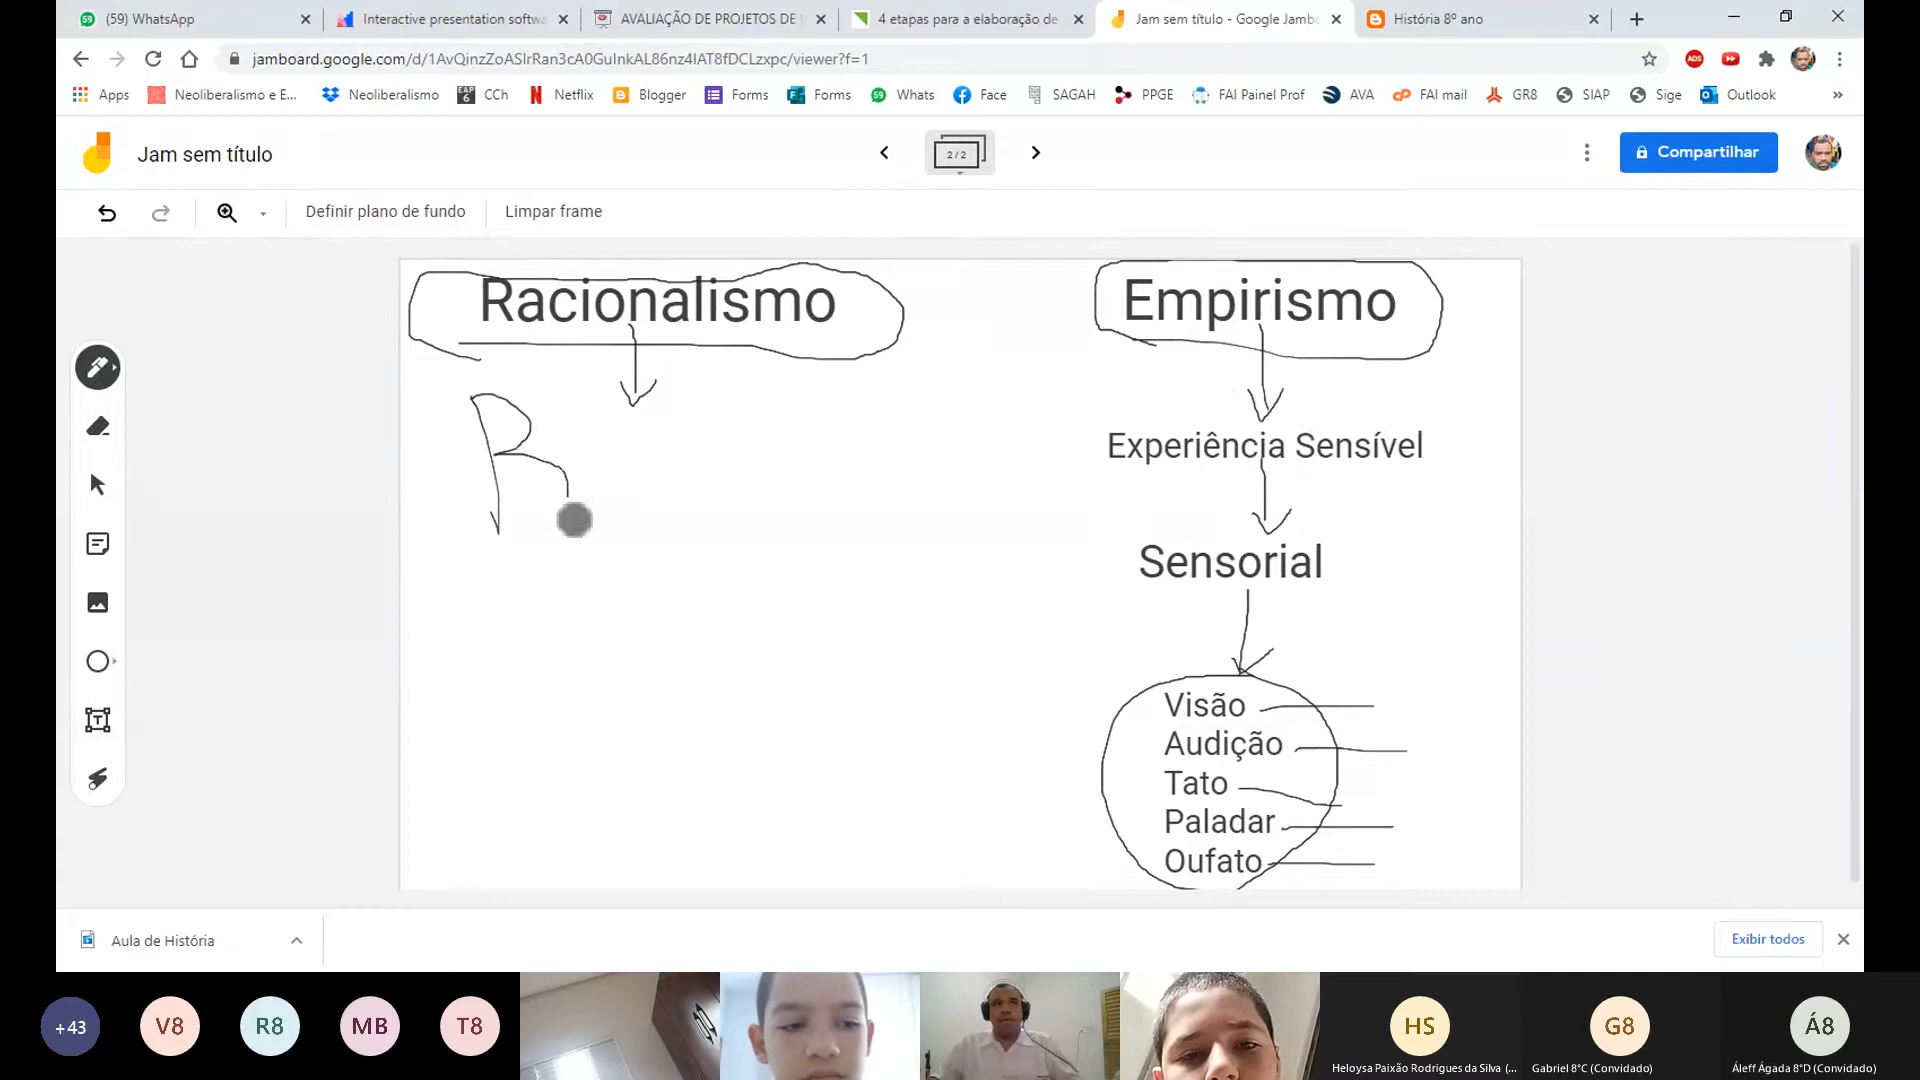 (59) WhatsApp
Interactive presentation softwa
AVALIAÇÃO DE PROJETOS DE
4 etapas para a elaboração de
Jam sem título - Google Jambo
História 8º ano
jamboard.google.com/d/1AvQinzZoASIrRan3cA0GuInkAL86nz4IAT8fDCLzxpc/viewer?f=1
ADS
Apps
Neoliberalismo e E...
Neoliberalismo
CCh
Netflix
Blogger
Forms
Forms
Whats
Face
SAGAH
PPGE
FAI Painel Prof
AVA
FAI mail
GR8
SIAP
Sige
Outlook
Jam sem título
2 / 2
Compartilhar
Definir plano de fundo
Limpar frame
Racionalismo
R
Empirismo
Experiência Sensível
Sensorial
Visão
Audição
Tato
Paladar
Oufato
Aula de História
Exibir todos
+43
V8
R8
MB
T8
HS
Heloysa Paixão Rodrigues da Silva (...
G8
Gabriel 8°C (Convidado)
Á8
Áleff Ágada 8°D (Convidado)